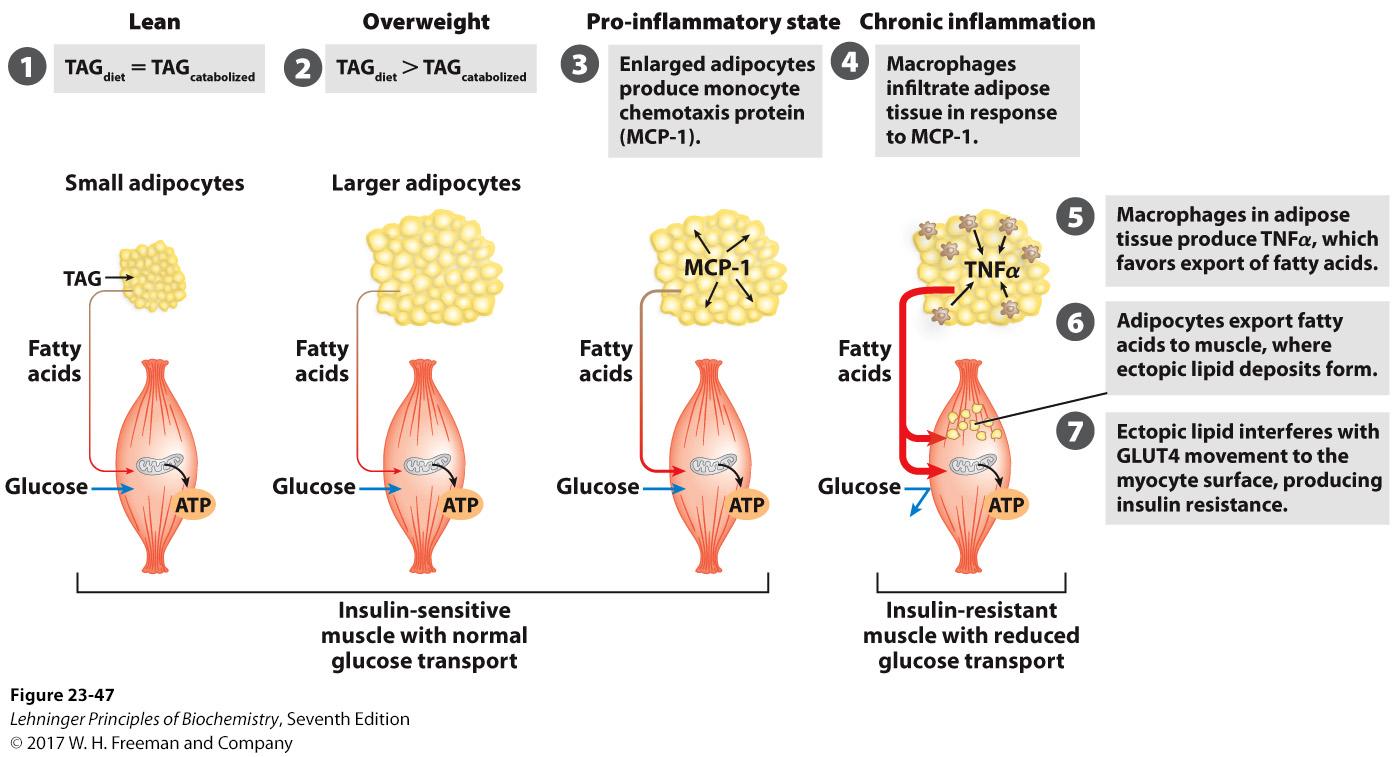 Lean
1
TAGdiet = TAGcatabolized
Small adipocytes
TAG
Fatty
acids
Glucose
ATP
Overweight
2
TAGdiet > TAGcatabolized
Larger adipocytes
Fatty
acids
Glucose
ATP
Pro-inflammatory state
3
Enlarged adipocytes
produce monocyte
chemotaxis protein
(MCP-1).
MCP-1
Fatty
acids
Glucose
ATP
Insulin-sensitive
muscle with normal
glucose transport
Chronic inflammation
4
Macrophages
infiltrate adipose
tissue in response
to MCP-1.
TNFα
Fatty
acids
Glucose
ATP
5
Macrophages in adipose
tissue produce TNFα, which
favors export of fatty acids.
6
Adipocytes export fatty
acids to muscle, where
ectopic lipid deposits form.
7
Ectopic lipid interferes with
GLUT4 movement to the
myocyte surface, producing
insulin resistance.
Insulin-resistant
muscle with reduced
glucose transport
Figure 23-47
Lehninger Principles of Biochemistry, Seventh Edition
© 2017 W. H. Freeman and Company